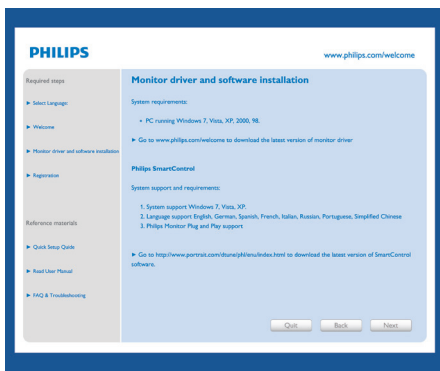 PHILIPS
www.philips.com/welcome
Required steps
▶ Select Language:
▶ Welcome
▶ Monitor driver and software installation
▶ Registration
Reference materials
▶ Quick Setup Quide
▶ Read User Manual
▶ FAQ & Troubleshooting
Monitor driver and software installation
System requirements:
• PC running Windows 7, Vista, XP, 2000, 98.
▶ Go to www.philips.com/welcome to download the latest version of monitor driver
Philips SmartControl
System support and requirements:
1. System support Windows 7, Vista, XP.
2. Language support English, German, Spanish, French, Italian, Russian, Portuguese, Simplified Chinese
3. Philips Monitor Plug and Play support
▶ Go to http://www.portrait.com/dtune/phl/enu/index.html to download the latest version of SmartControl
software.
Quit
Back
Next